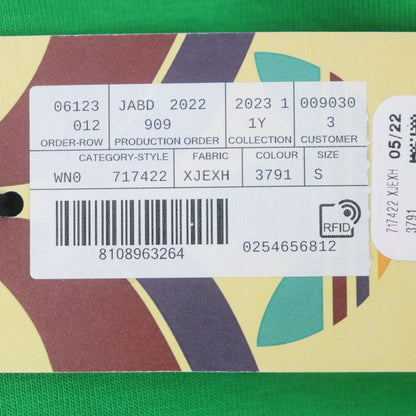 06123 JABD 2022 2023 1 009030
012 909 1Y 3
ORDER-ROW PRODUCTION ORDER COLLECTION CUSTOMER
CATEGORY-STYLE FABRIC COLOUR SIZE
WN0 717422 XJEXH 3791 S
8108963264 0254656812
RFID
05/22
717422 XJEXH
3791